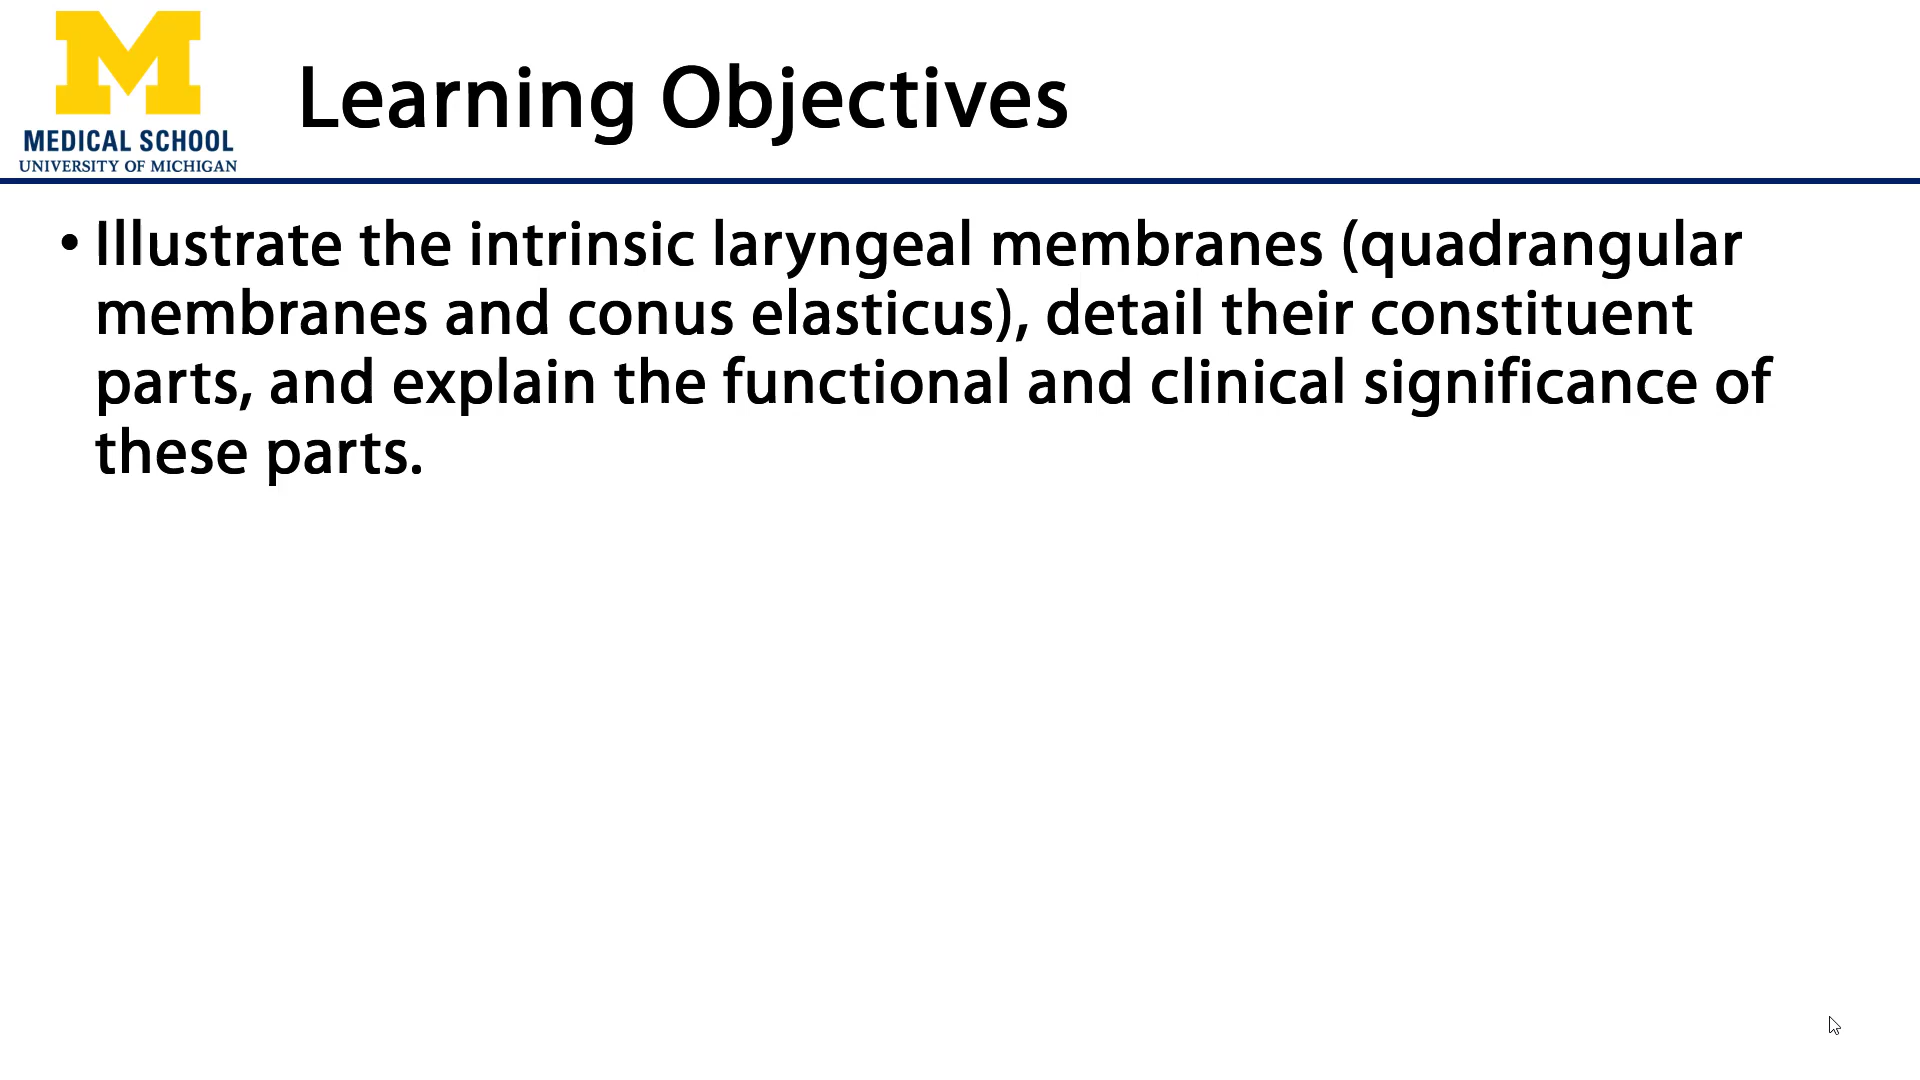 MEDICAL SCHOOL
UNIVERSITY OF MICHIGAN
Learning Objectives
• Illustrate the intrinsic laryngeal membranes (quadrangular
membranes and conus elasticus), detail their constituent
parts, and explain the functional and clinical significance of
these parts.